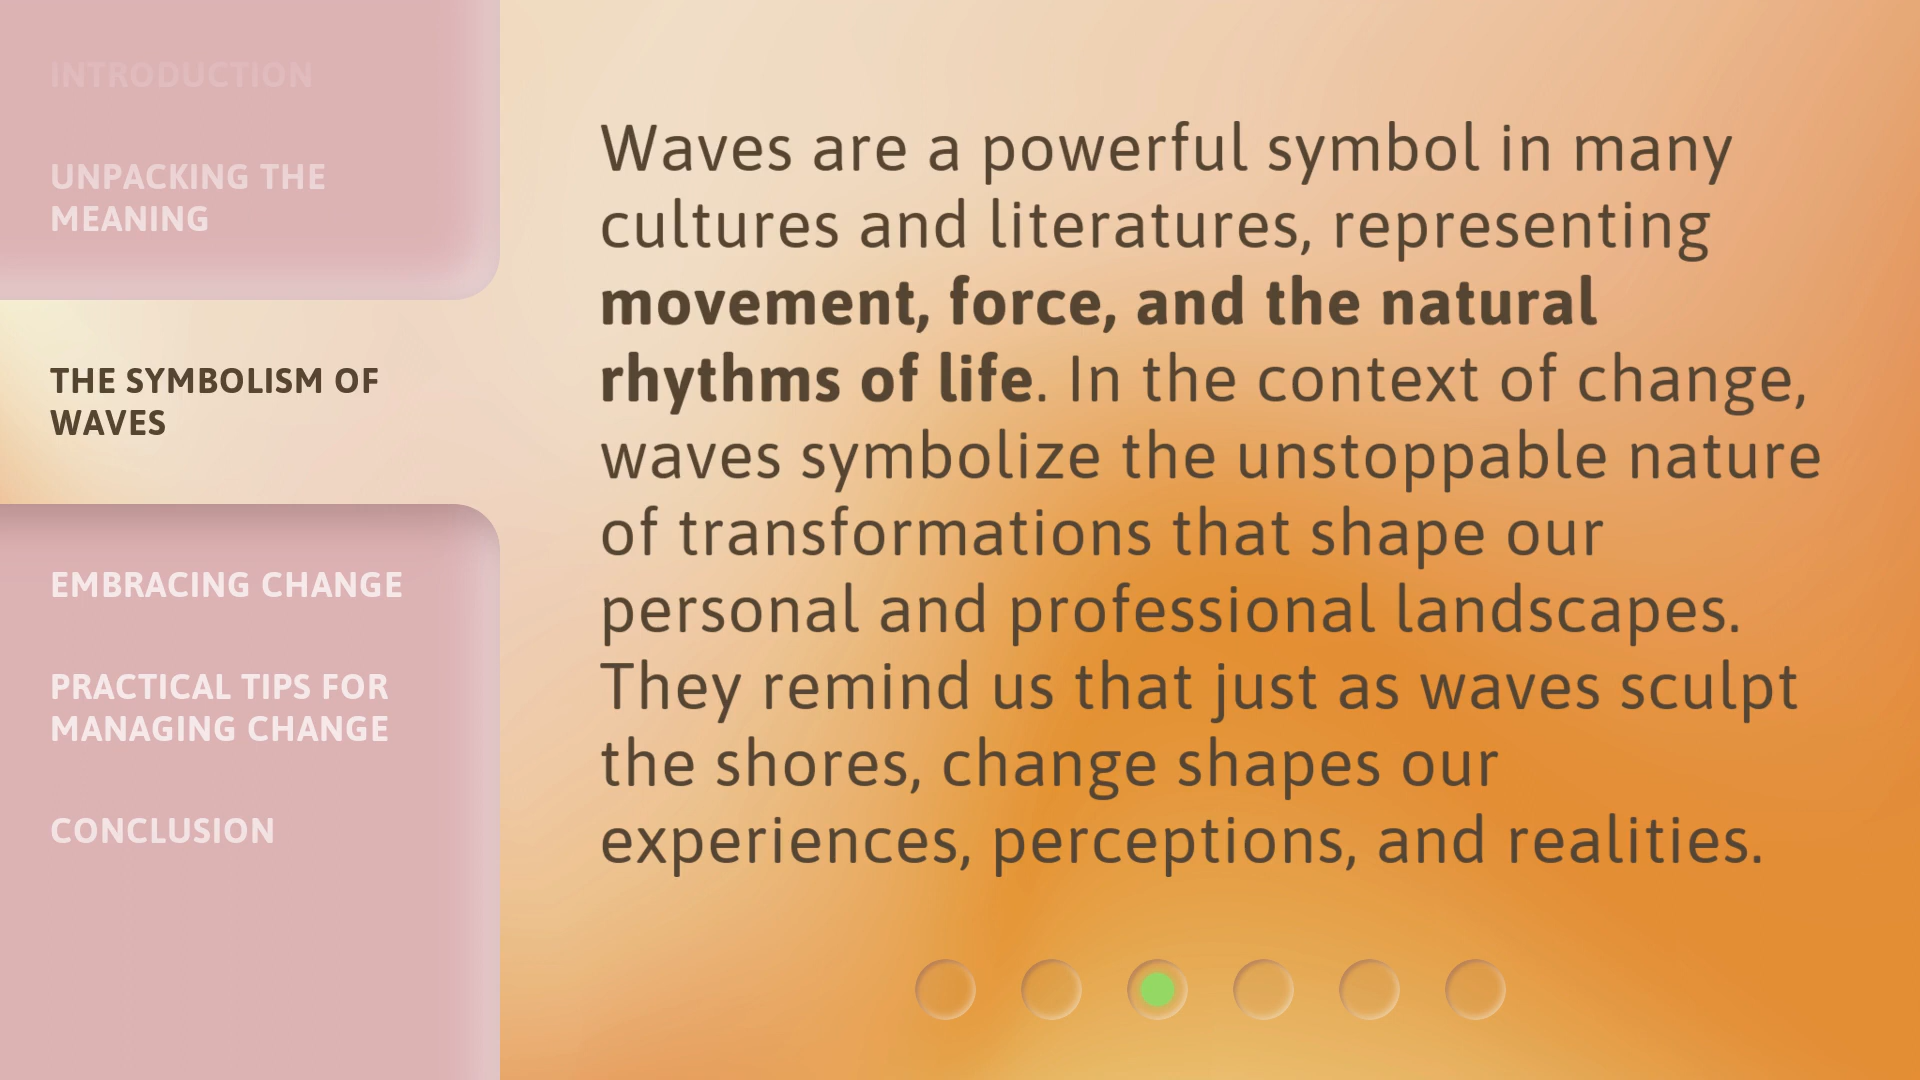 INTRODUCTION
UNPACKING THE
MEANING
THE SYMBOLISM OF
WAVES
EMBRACING CHANGE
PRACTICAL TIPS FOR
MANAGING CHANGE
CONCLUSION
Waves are a powerful symbol in many
cultures and literatures, representing
movement, force, and the natural
rhythms of life. In the context of change,
waves symbolize the unstoppable nature
of transformations that shape our
personal and professional landscapes.
They remind us that just as waves sculpt
the shores, change shapes our
experiences, perceptions, and realities.